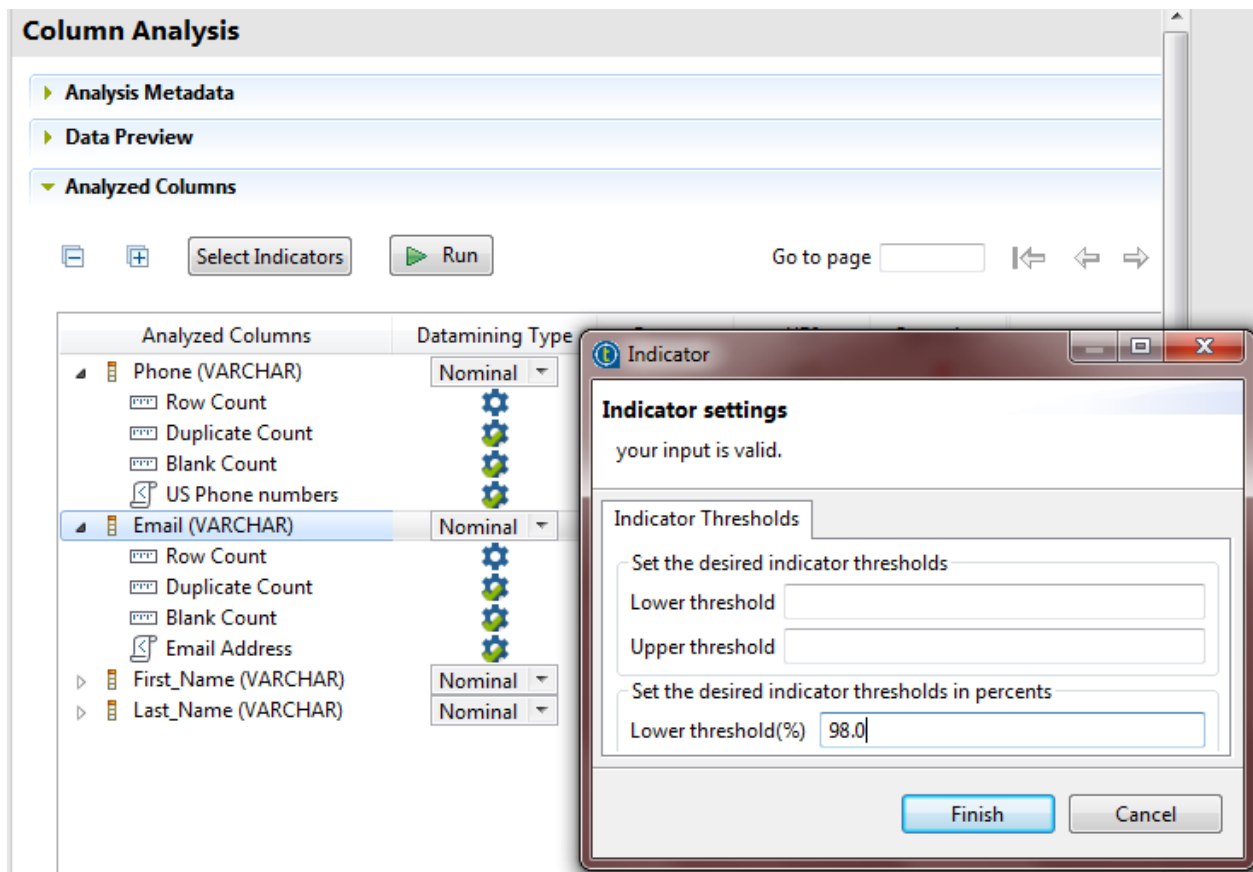 Column Analysis
Analysis Metadata
Data Preview
Analyzed Columns
Select Indicators
Run
Go to page
Analyzed Columns Datamining Type
Phone (VARCHAR) Nominal
Row Count
Duplicate Count
Blank Count
US Phone numbers
Email (VARCHAR) Nominal
Row Count
Duplicate Count
Blank Count
Email Address
First_Name (VARCHAR) Nominal
Last_Name (VARCHAR) Nominal
Indicator
Indicator settings
your input is valid.
Indicator Thresholds
Set the desired indicator thresholds
Lower threshold
Upper threshold
Set the desired indicator thresholds in percents
Lower threshold(%) 98.0
Finish Cancel